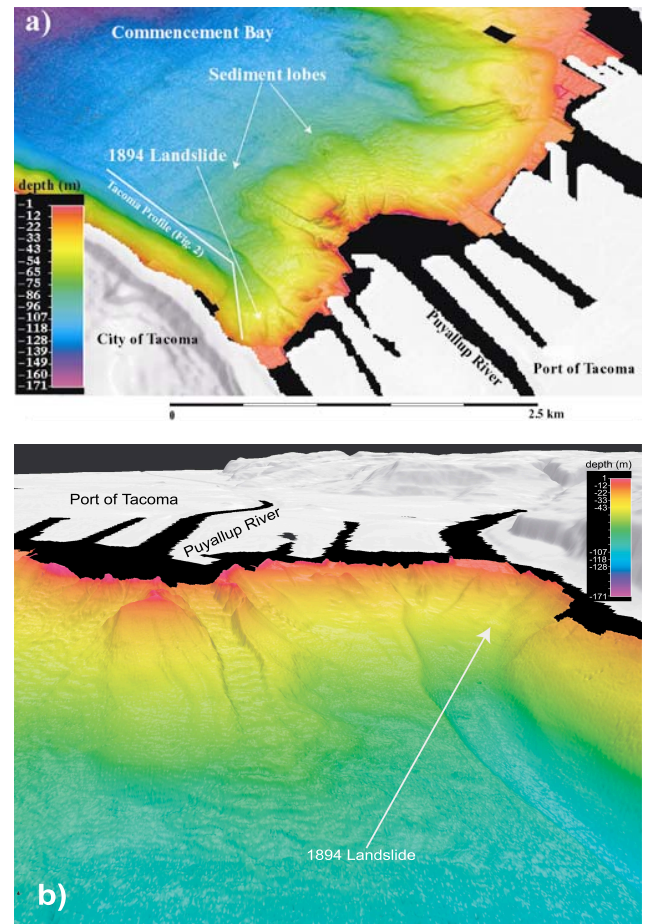 a)
Commencement Bay
Sediment lobes
1894 Landslide
Tacoma Profile (Fig. 2)
depth (m)
-1
-12
-22
-33
-43
-54
-65
-75
-86
-96
-107
-118
-128
-139
-149
-160
-171
City of Tacoma
Puyallup River
Port of Tacoma
0
2.5 km
Port of Tacoma
Puyallup River
depth (m)
1
-12
-22
-33
-43
-107
-118
-128
-171
1894 Landslide
b)